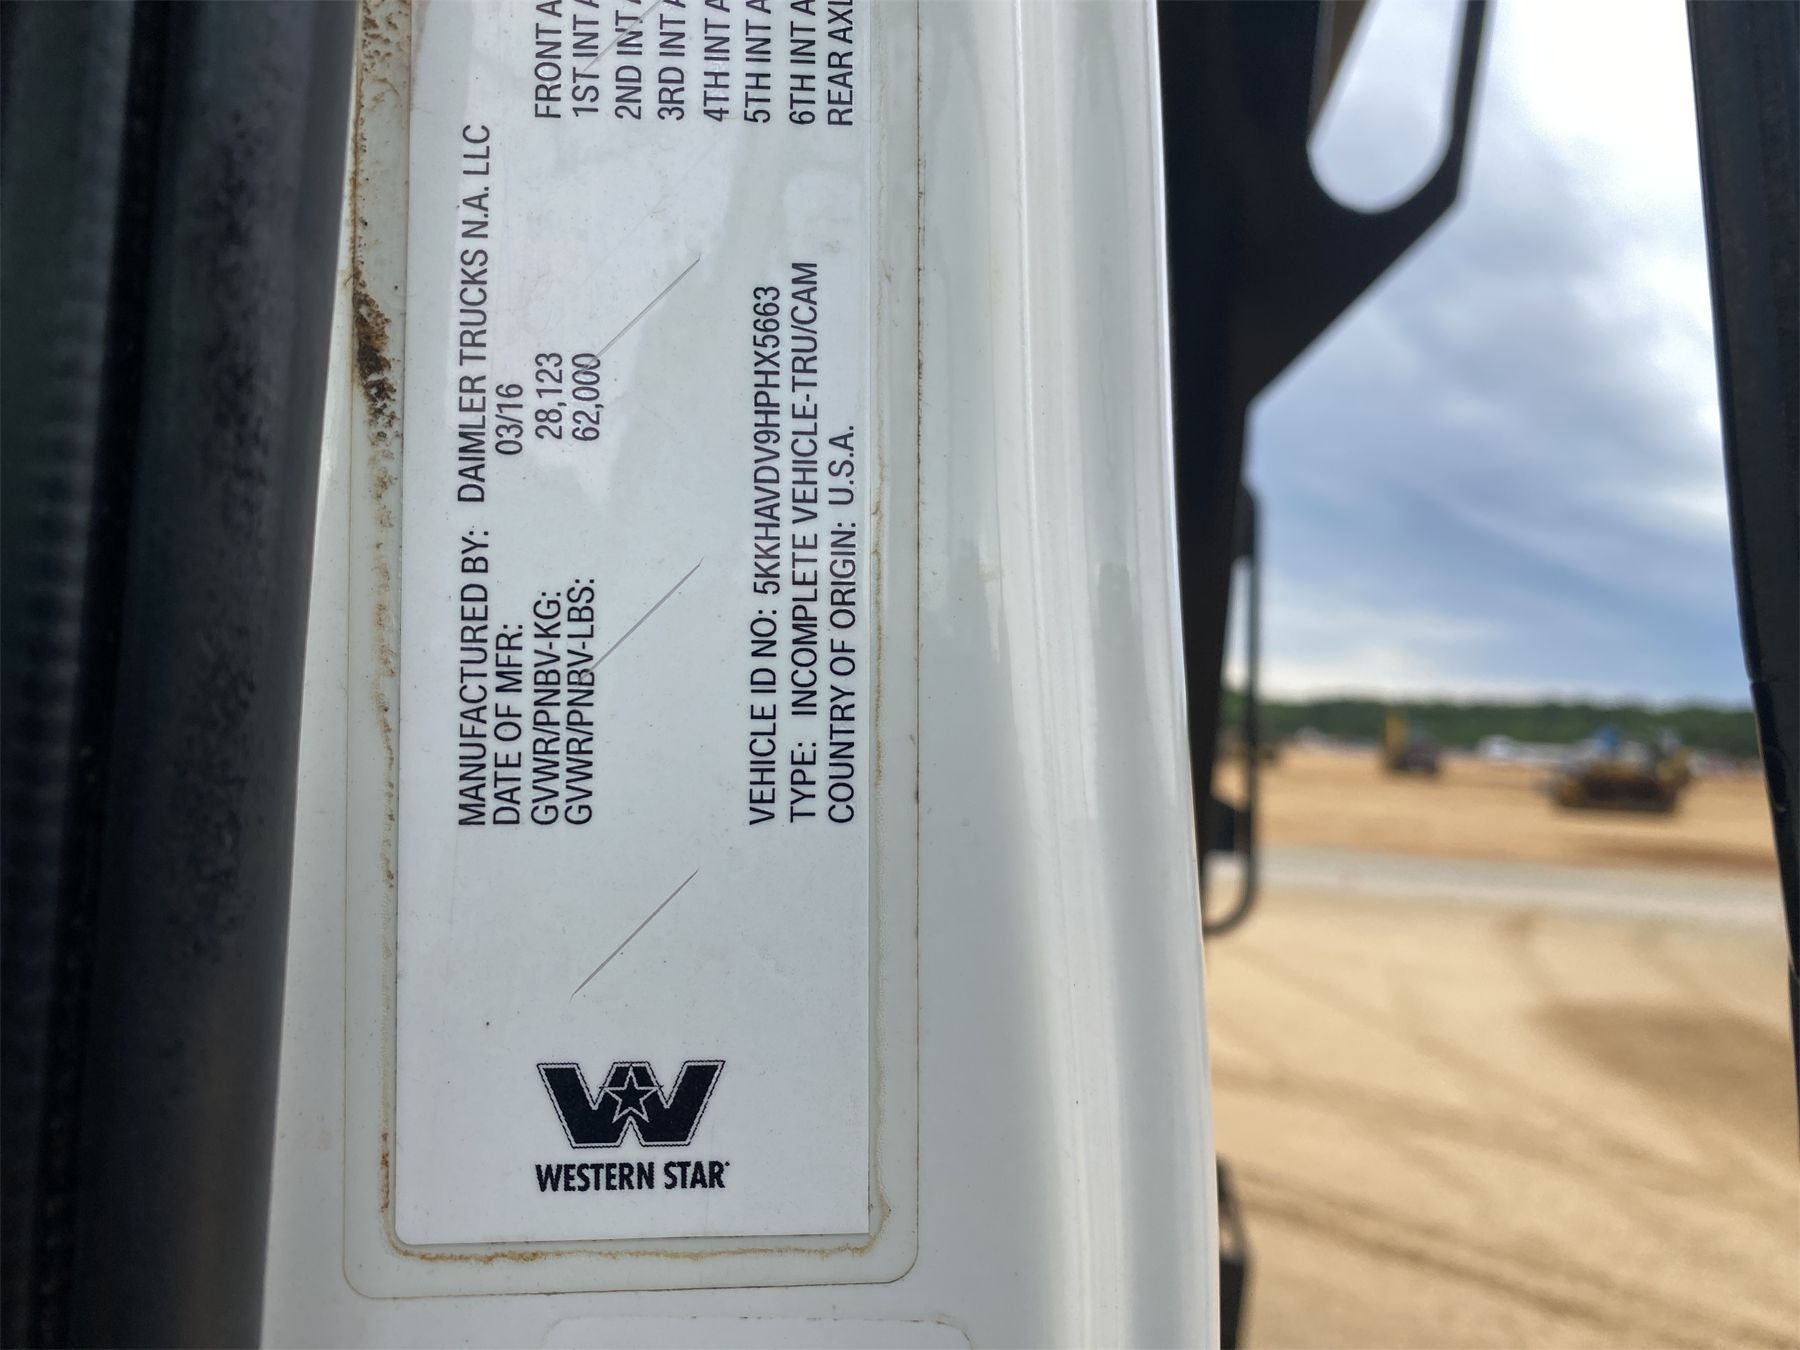 MANUFACTURED BY: DAIMLER TRUCKS N.A. LLC
DATE OF MFR: 03/16
GVWR/PNBV-KG: 28,123
GVWR/PNBV-LBS: 62,000
VEHICLE ID NO: 5KKHAVDV9HPHX5663
TYPE: INCOMPLETE VEHICLE-TRU/CAM
COUNTRY OF ORIGIN: U.S.A.
FRONT A
1ST INT A
2ND INT A
3RD INT A
4TH INT A
5TH INT A
6TH INT A
REAR AXL
WESTERN STAR